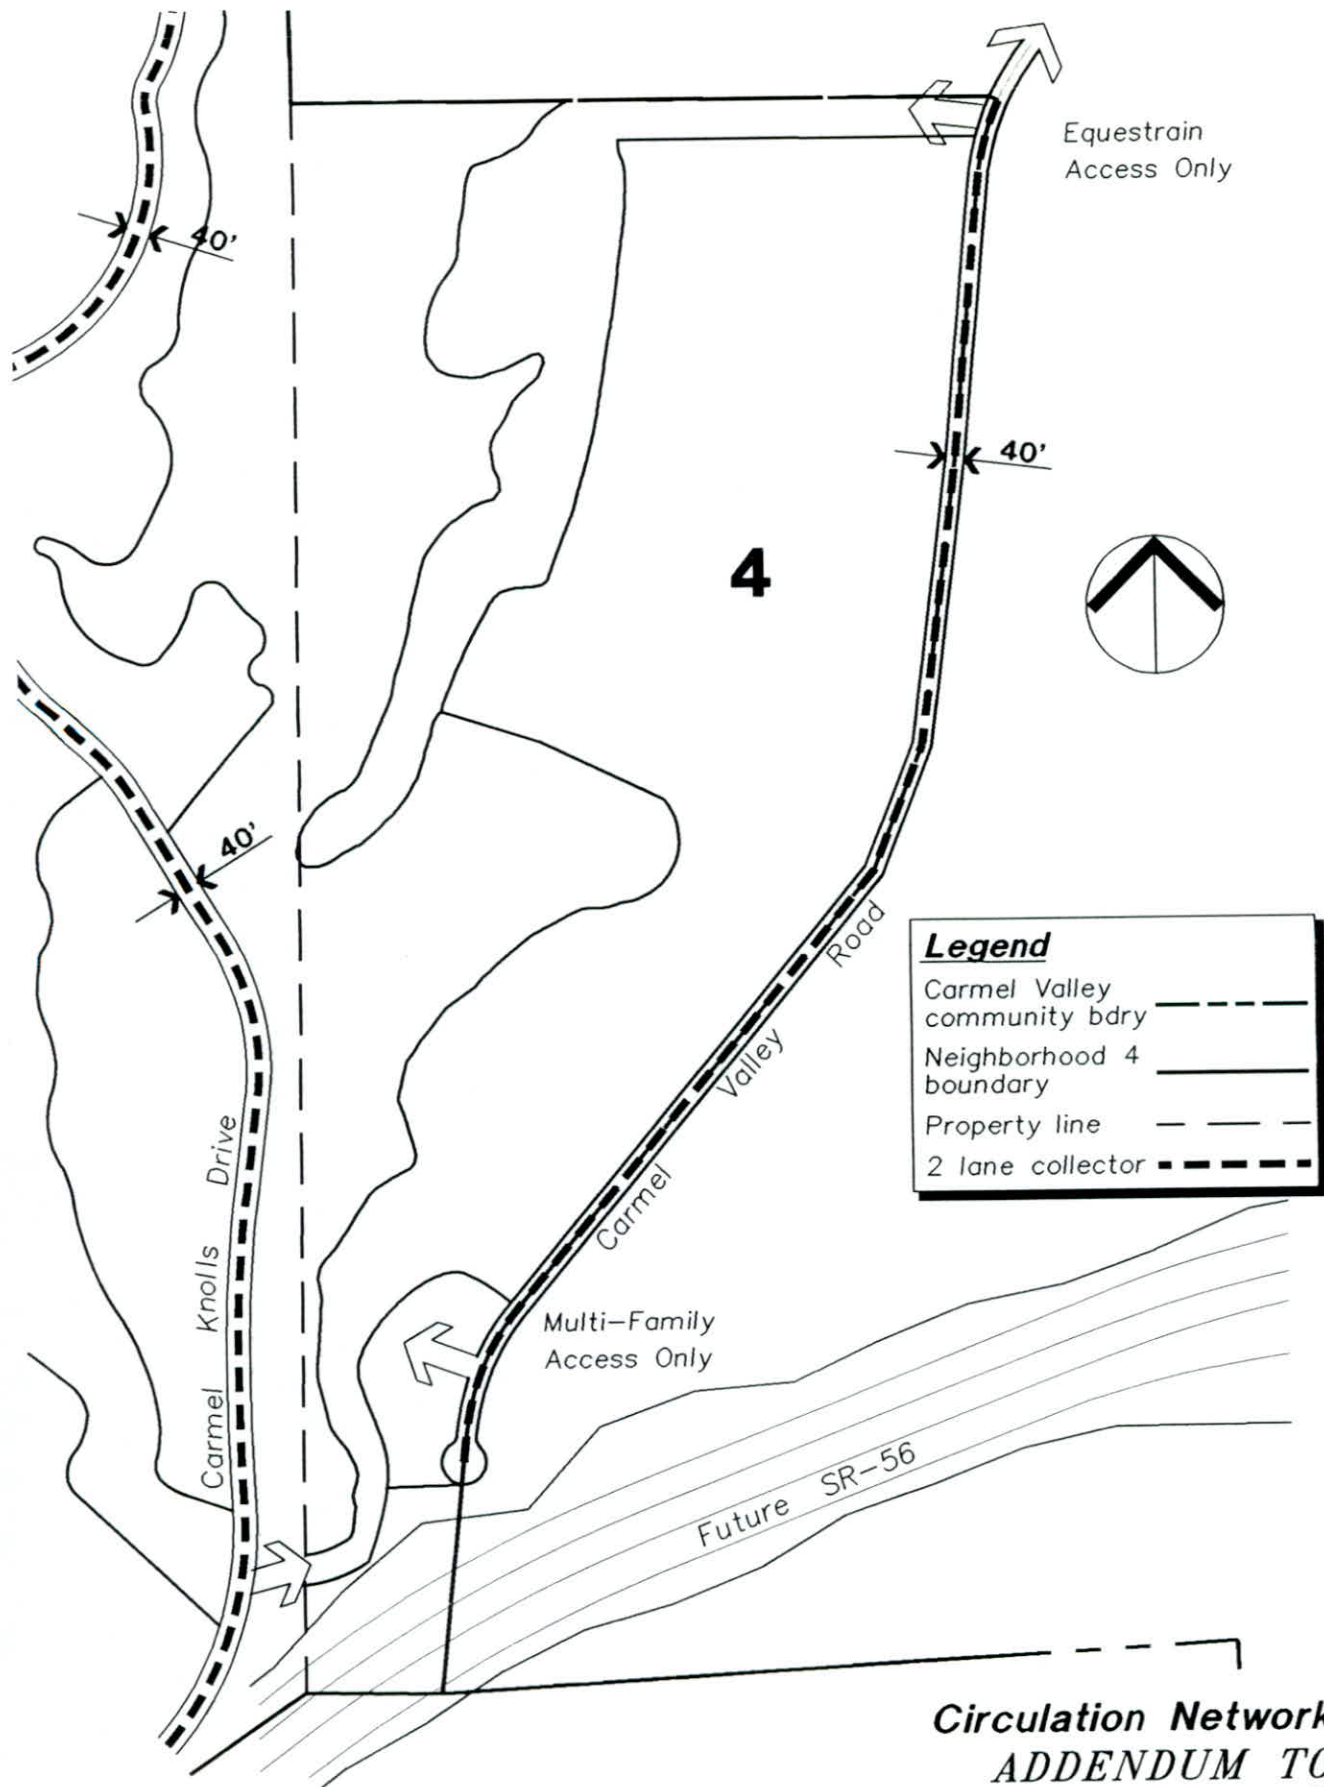 Equestrain
Access Only
40'
40'
4
40'
Carmel Valley Road
Legend
Carmel Valley
community bdry
Neighborhood 4
boundary
Property line
2 lane collector
Carmel Knolls Drive
Multi-Family
Access Only
Future SR-56
Circulation Network
ADDENDUM TO